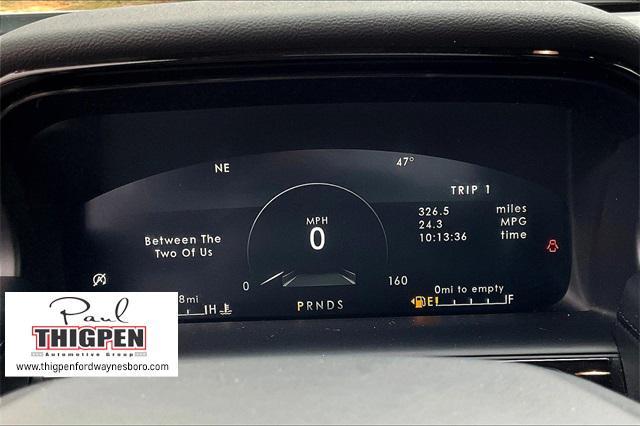 NE
47°
TRIP 1
326.5 miles
24.3 MPG
10:13:36 time
MPH
0
Between The
Two Of Us
0
160
8mi
H
PRNDS
0mi to empty
E!
F
Paul
THIGPEN
Automotive Group
www.thigpenfordwaynesboro.com